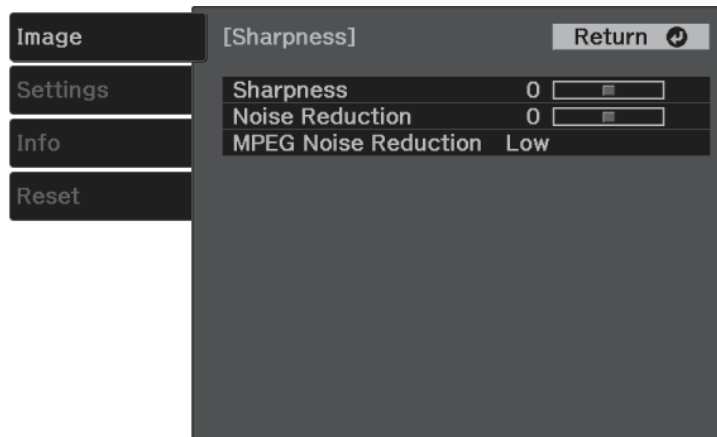 Image
Settings
Info
Reset
[Sharpness]
Return
Sharpness 0
Noise Reduction 0
MPEG Noise Reduction Low